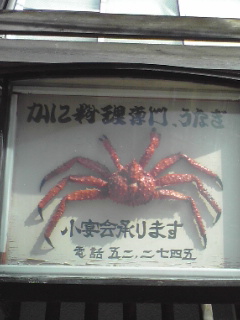 かに料理専門、うなぎ
小宴会承ります
電話 五二、二七四五